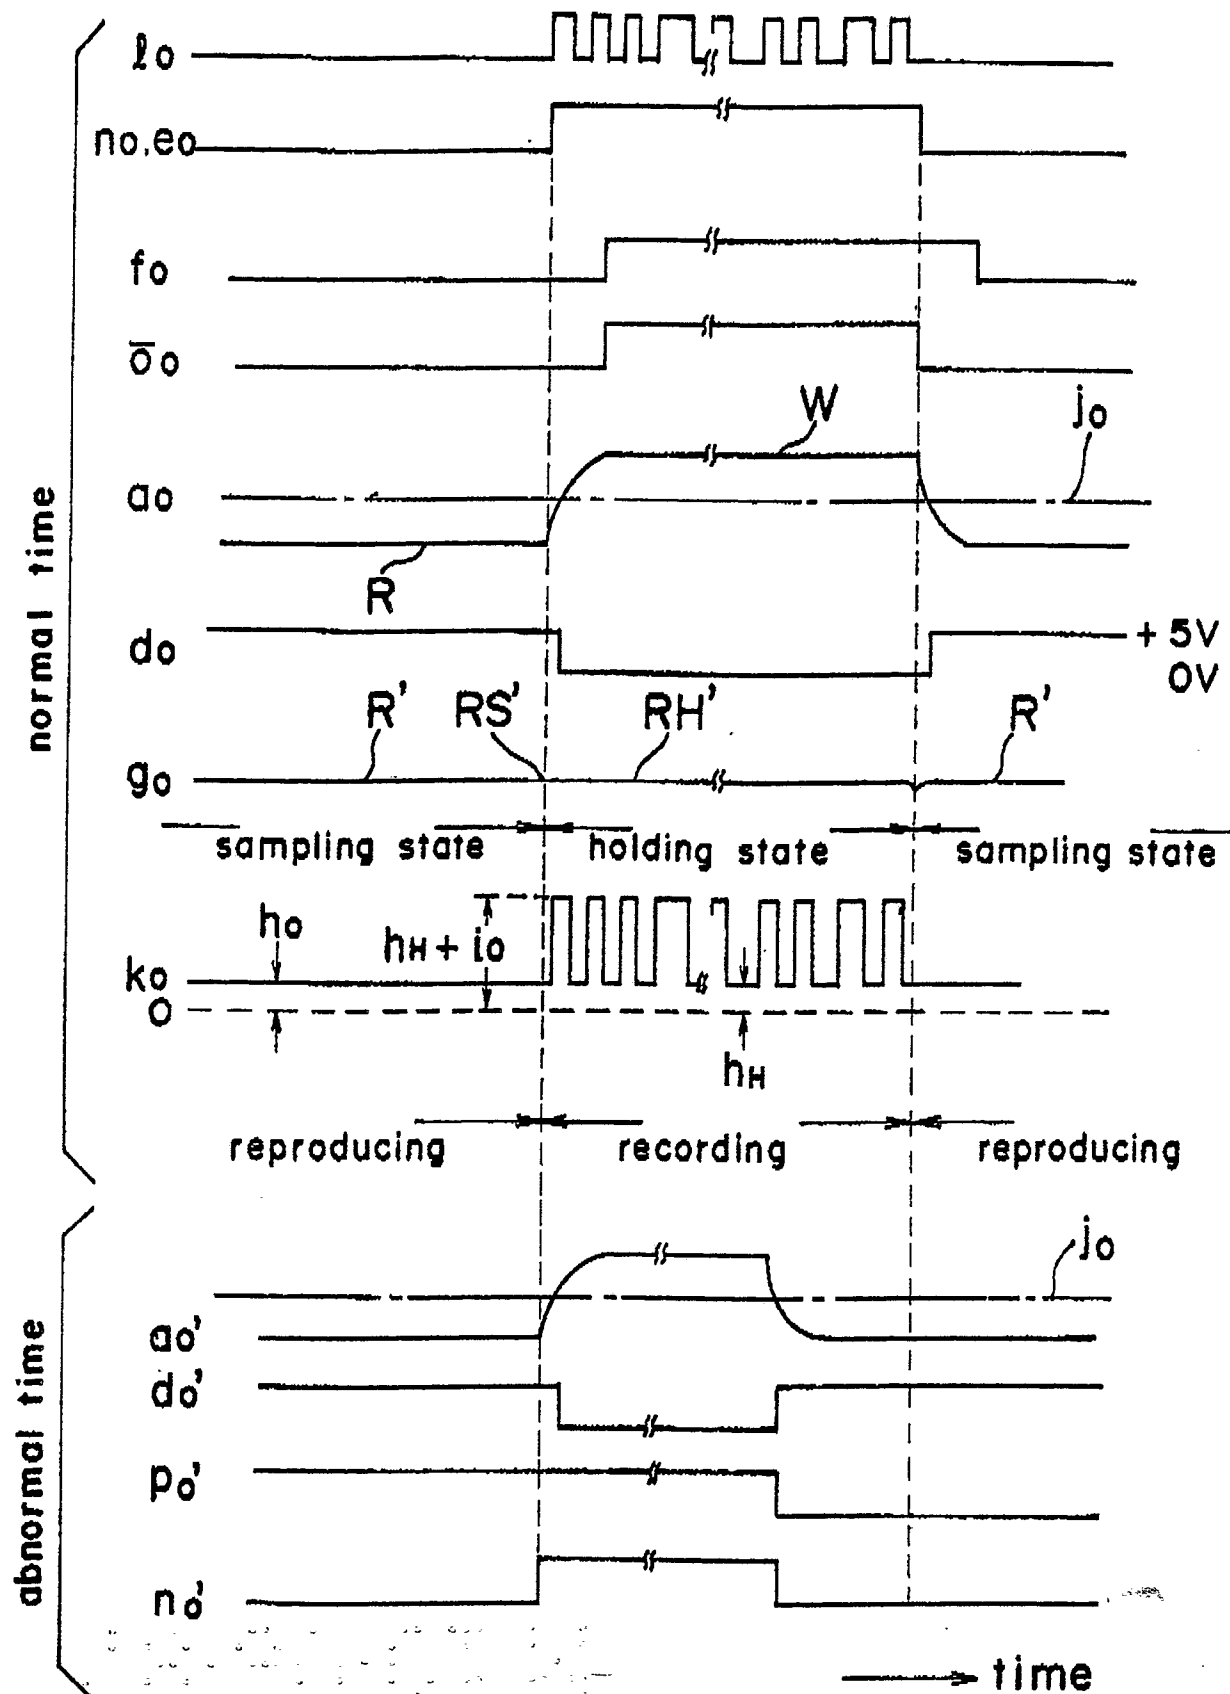 normal time
ℓo
no.eo
fo
o̅o
W
jo
ao
R
do
+5V
0V
R' RS' RH' R'
go
sampling state holding state sampling state
ho
hH + io
ko
0
hH
reproducing recording reproducing
abnormal time
jo
ao'
do'
po'
no'
time